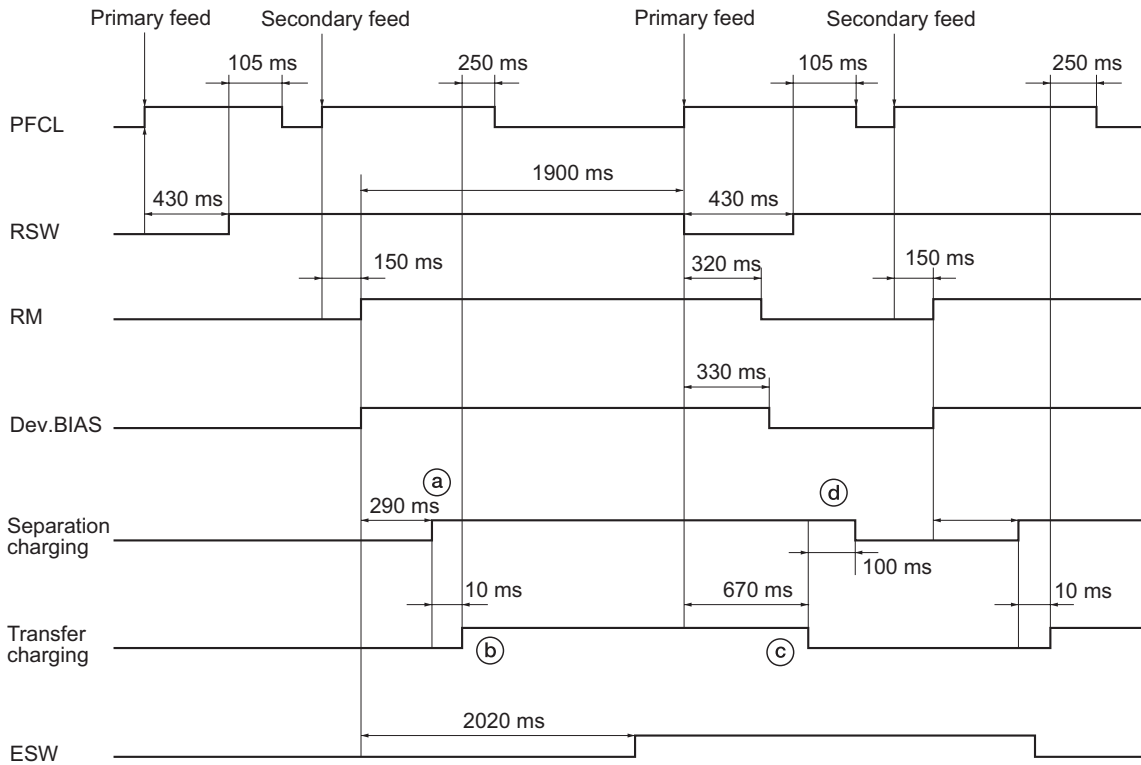 Primary feed
Secondary feed
Primary feed
Secondary feed
105 ms
250 ms
105 ms
250 ms
PFCL
1900 ms
430 ms
430 ms
RSW
150 ms
320 ms
150 ms
RM
330 ms
Dev.BIAS
a
d
290 ms
Separation
charging
100 ms
10 ms
670 ms
10 ms
Transfer
charging
b
c
2020 ms
ESW